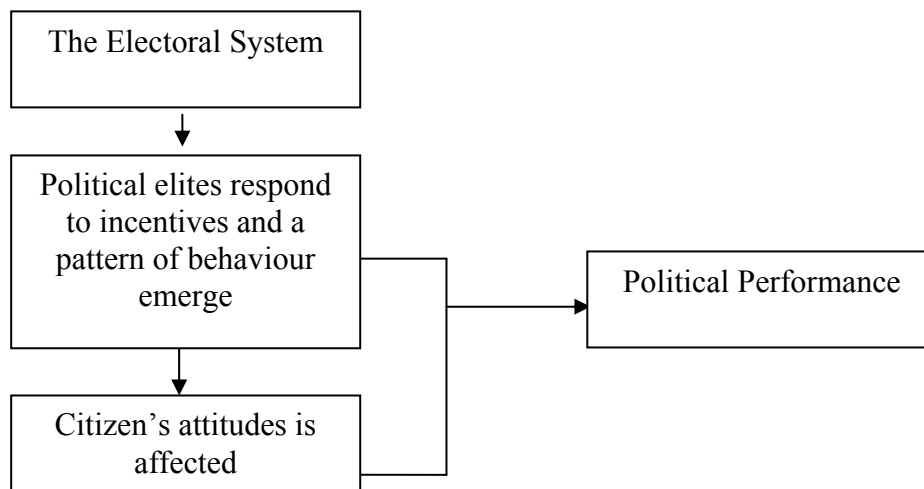 The Electoral System
Political elites respond
to incentives and a
pattern of behaviour
emerge
Political Performance
Citizen’s attitudes is
affected